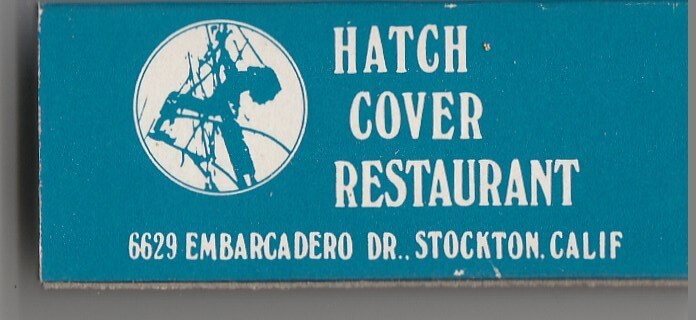 HATCH
COVER
RESTAURANT
6629 EMBARCADERO DR., STOCKTON. CALIF